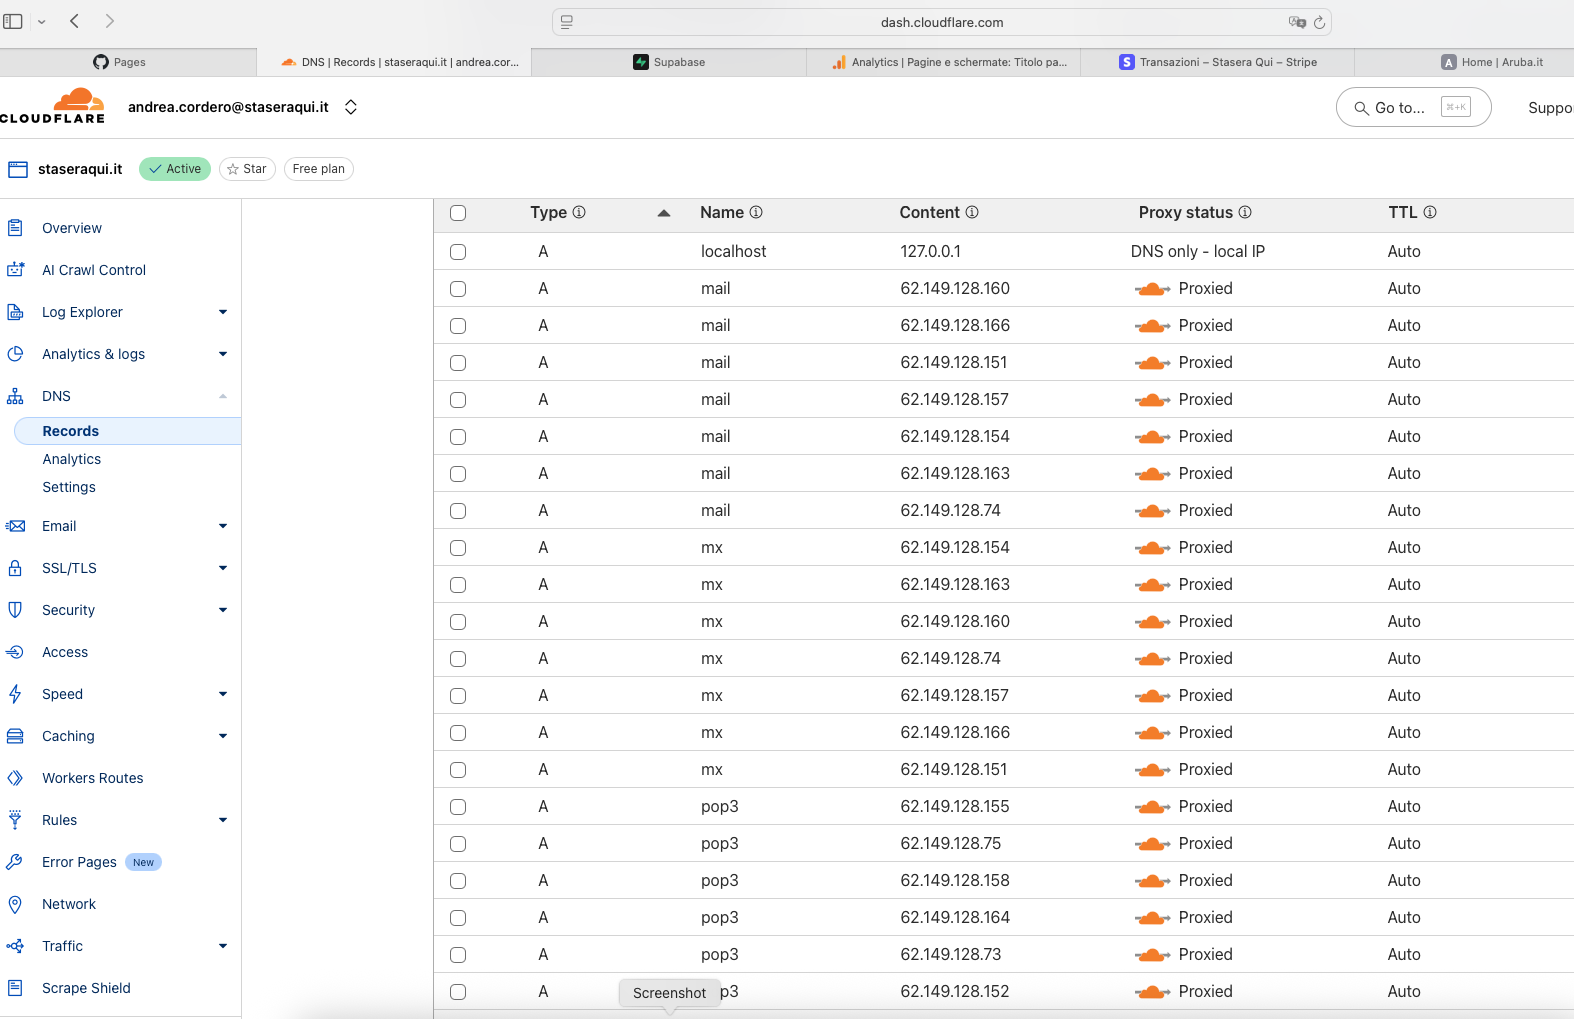 dash.cloudflare.com
Pages
DNS | Records | staseraqui.it | andrea.cor...
Supabase
Analytics | Pagine e schermate: Titolo pa...
S Transazioni – Stasera Qui – Stripe
A Home | Aruba.it
CLOUDFLARE
andrea.cordero@staseraqui.it
Go to... ⌘+K
Suppo
staseraqui.it Active Star Free plan
Overview
AI Crawl Control
Log Explorer
Analytics & logs
DNS
Records
Analytics
Settings
Email
SSL/TLS
Security
Access
Speed
Caching
Workers Routes
Rules
Error Pages New
Network
Traffic
Scrape Shield
Type Name Content Proxy status TTL
A localhost 127.0.0.1 DNS only - local IP Auto
A mail 62.149.128.160 Proxied Auto
A mail 62.149.128.166 Proxied Auto
A mail 62.149.128.151 Proxied Auto
A mail 62.149.128.157 Proxied Auto
A mail 62.149.128.154 Proxied Auto
A mail 62.149.128.163 Proxied Auto
A mail 62.149.128.74 Proxied Auto
A mx 62.149.128.154 Proxied Auto
A mx 62.149.128.163 Proxied Auto
A mx 62.149.128.160 Proxied Auto
A mx 62.149.128.74 Proxied Auto
A mx 62.149.128.157 Proxied Auto
A mx 62.149.128.166 Proxied Auto
A mx 62.149.128.151 Proxied Auto
A pop3 62.149.128.155 Proxied Auto
A pop3 62.149.128.75 Proxied Auto
A pop3 62.149.128.158 Proxied Auto
A pop3 62.149.128.164 Proxied Auto
A pop3 62.149.128.73 Proxied Auto
A p3 62.149.128.152 Proxied Auto
Screenshot